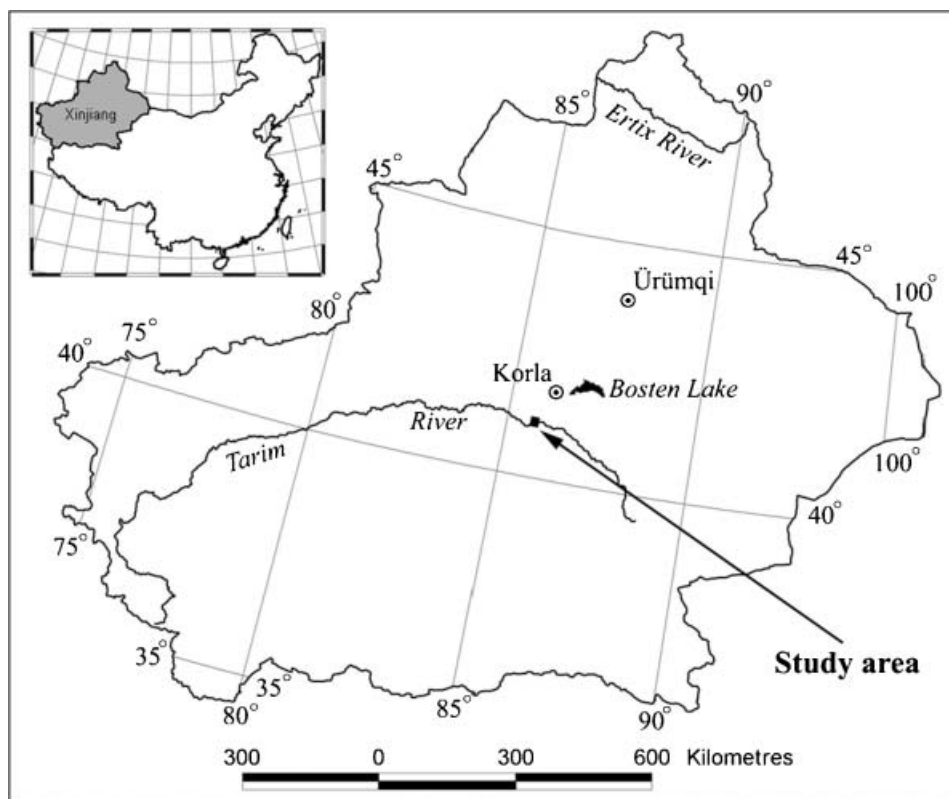 Xinjiang
85°
90°
Ertix River
45°
45°
100°
Ürümqi
80°
75°
40°
Korla
Bosten Lake
River
Tarim
100°
40°
75°
35°
35°
80°
85°
90°
Study area
300 0 300 600 Kilometres